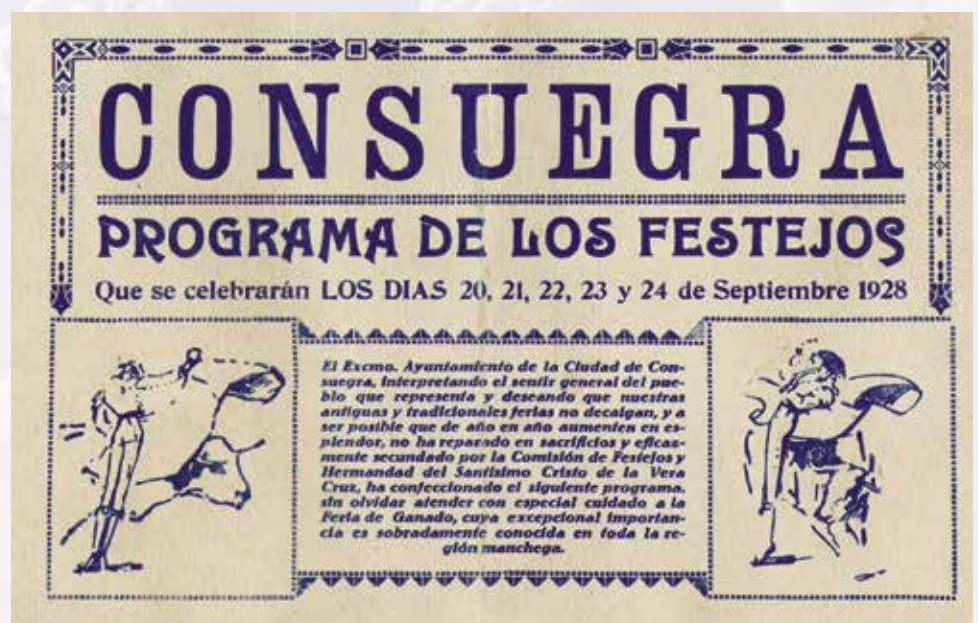 CONSUEGRA
PROGRAMA DE LOS FESTEJOS
Que se celebrarán LOS DIAS 20, 21, 22, 23 y 24 de Septiembre 1928
El Excmo. Ayuntamiento de la Ciudad de Con-
suegra, interpretando el sentir general del pue-
blo que representa y deseando que nuestras
antiguas y tradicionales ferias no decaigan, y a
ser posible que de año en año aumenten en es-
plendor, no ha reparado en sacrificios y eficaz-
mente secundado por la Comisión de Festejos y
Hermandad del Santísimo Cristo de la Vera
Cruz, ha confeccionado el siguiente programa.
sin olvidar atender con especial cuidado a la
Feria de Ganado, cuya excepcional importan-
cia es sobradamente conocida en toda la re-
gión manchega.